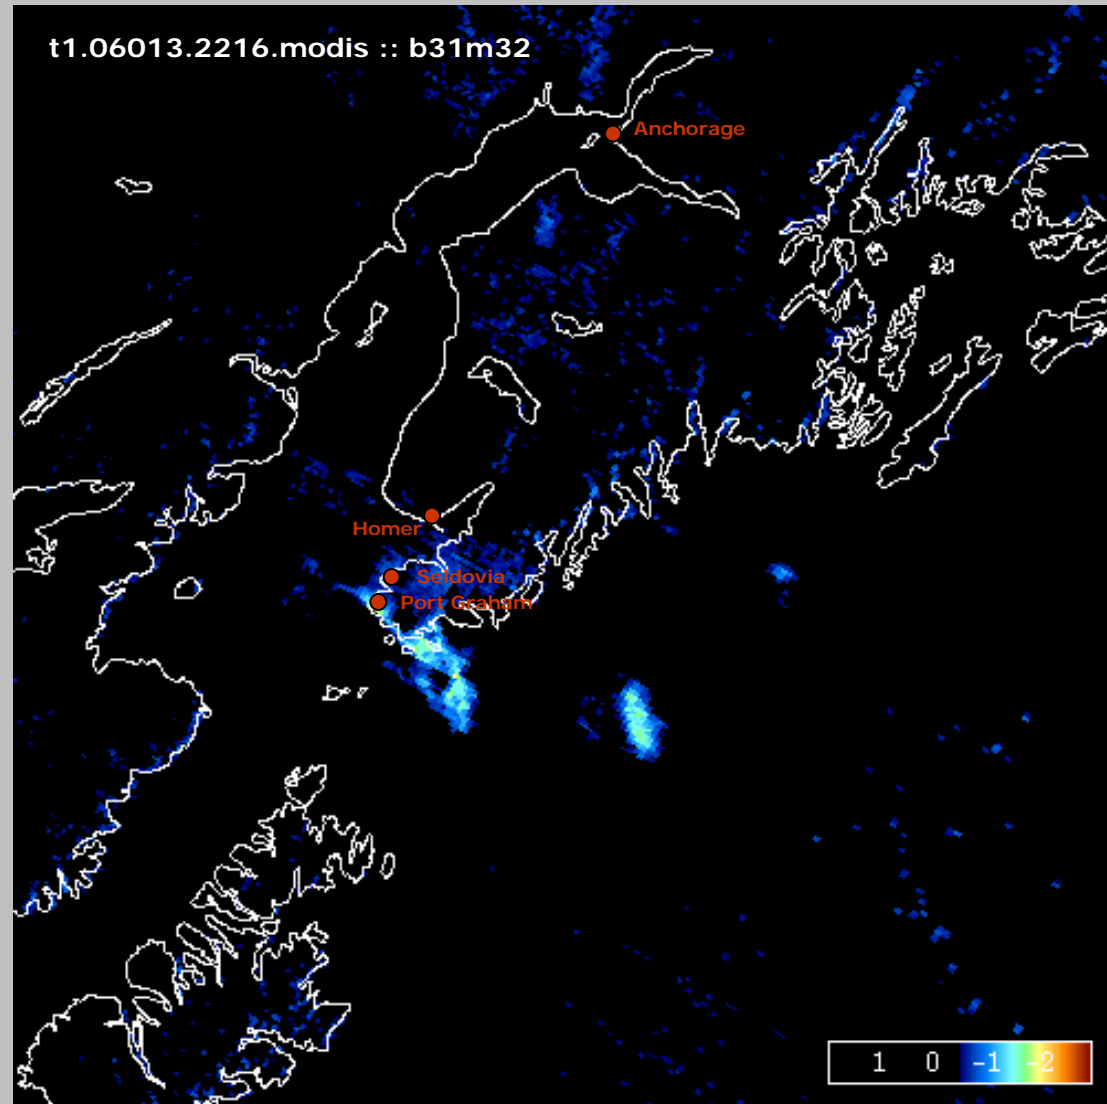 t1.06013.2216.modis :: b31m32
Anchorage
Homer
Seldovia
Port Graham
1 0 -1 -2